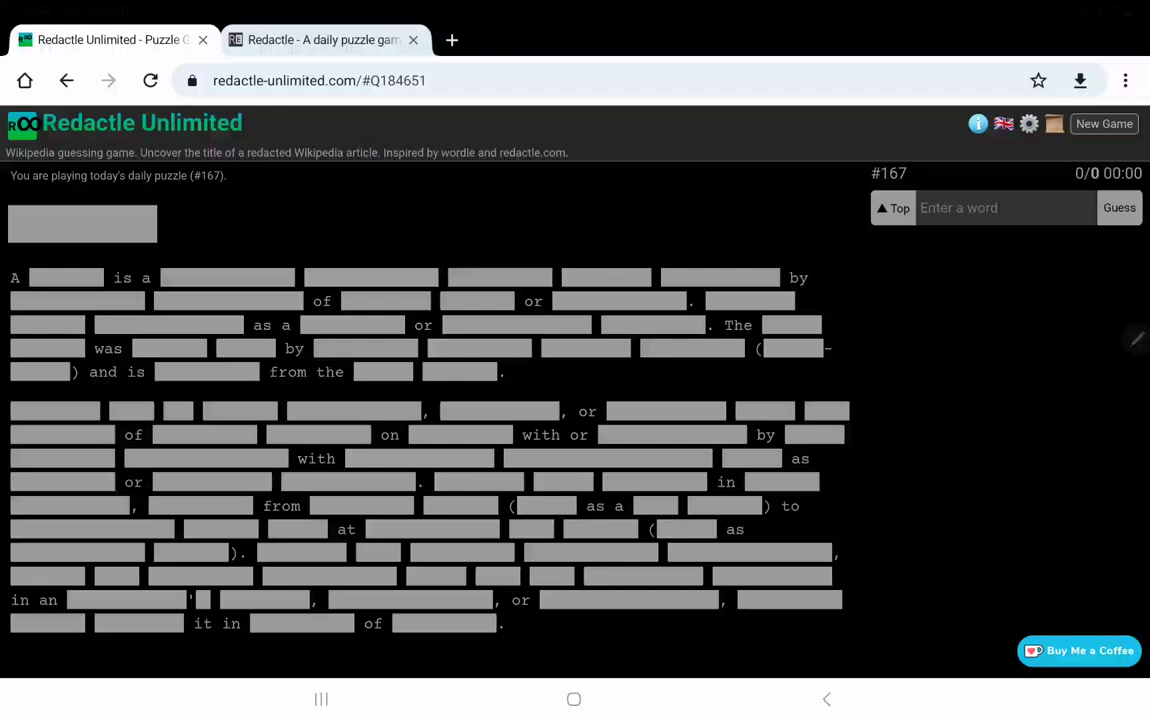 Redactle Unlimited - Puzzle G
Redactle - A daily puzzle gam
redactle-unlimited.com/#Q184651
Redactle Unlimited
New Game
Wikipedia guessing game. Uncover the title of a redacted Wikipedia article. Inspired by wordle and redactle.com.
You are playing today's daily puzzle (#167).
#167 0/0 00:00
▲ Top Enter a word Guess
A is a by
of or .
as a or . The
was by ( -
) and is from the .
, , or
of on with or by
with as
or . in
, from ( as a ) to
at ( as
). ,
in an ' , , or ,
it in of .
Buy Me a Coffee